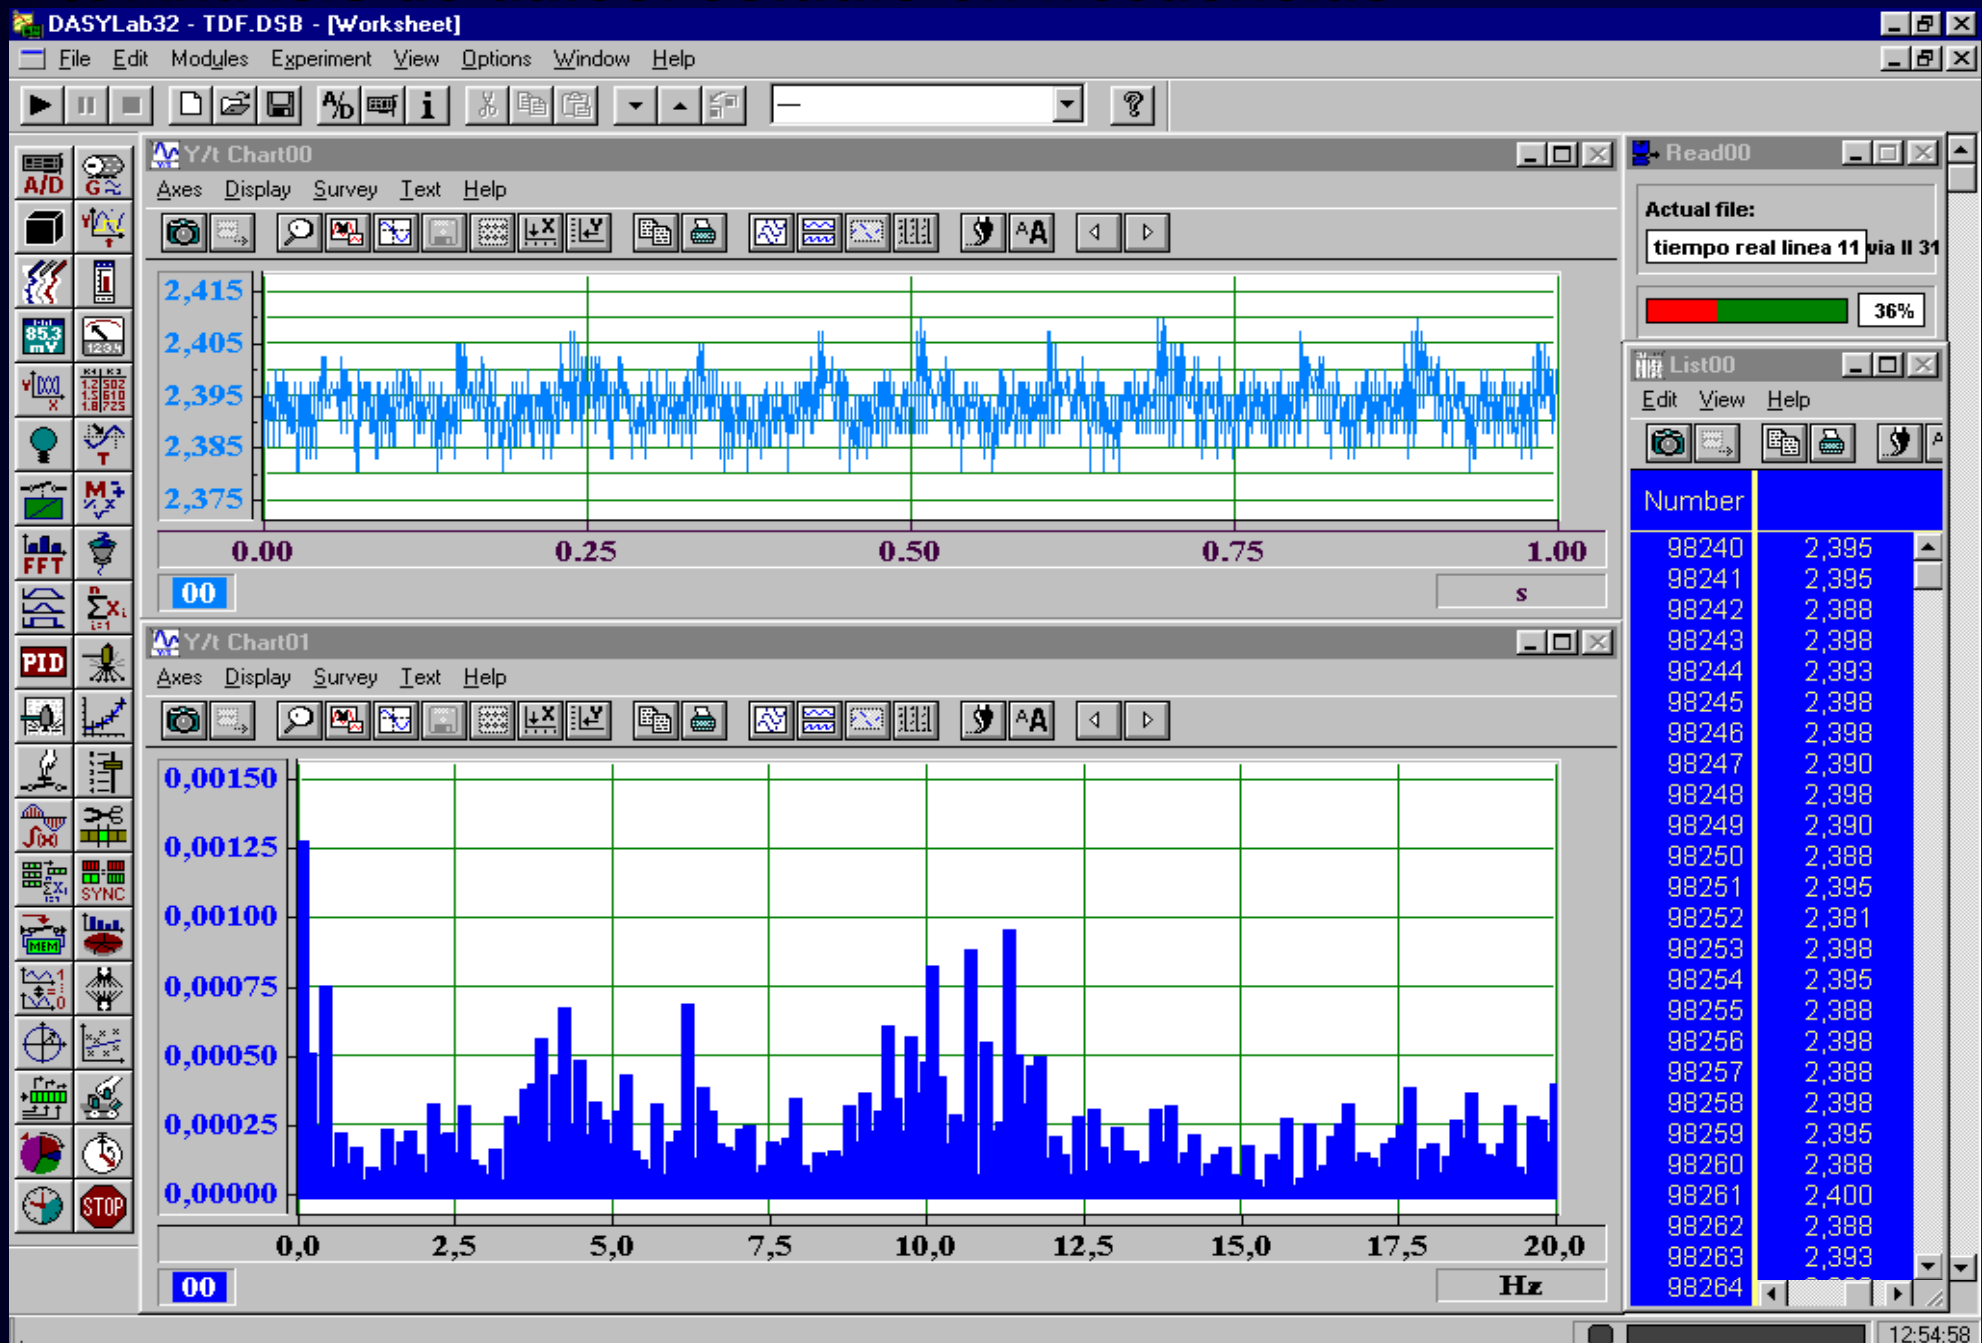 DASYLab32 - TDF.DSB - [Worksheet]
File Edit Modules Experiment View Options Window Help
A/D
—
Y/t Chart00
Axes Display Survey Text Help
2,415
2,405
2,395
2,385
2,375
0.00 0.25 0.50 0.75 1.00
00 s
Y/t Chart01
Axes Display Survey Text Help
0,00150
0,00125
0,00100
0,00075
0,00050
0,00025
0,00000
0,0 2,5 5,0 7,5 10,0 12,5 15,0 17,5 20,0
00 Hz
Read00
Actual file:
tiempo real linea 11 via II 31
36%
List00
Edit View Help
Number
98240 2,395
98241 2,395
98242 2,388
98243 2,398
98244 2,393
98245 2,398
98246 2,398
98247 2,390
98248 2,398
98249 2,390
98250 2,388
98251 2,395
98252 2,381
98253 2,398
98254 2,395
98255 2,388
98256 2,398
98257 2,388
98258 2,398
98259 2,395
98260 2,388
98261 2,400
98262 2,388
98263 2,393
98264
A/D G
85.3 mV
T
M
FFT
PID
SYNC
MEM
STOP
12:54:58